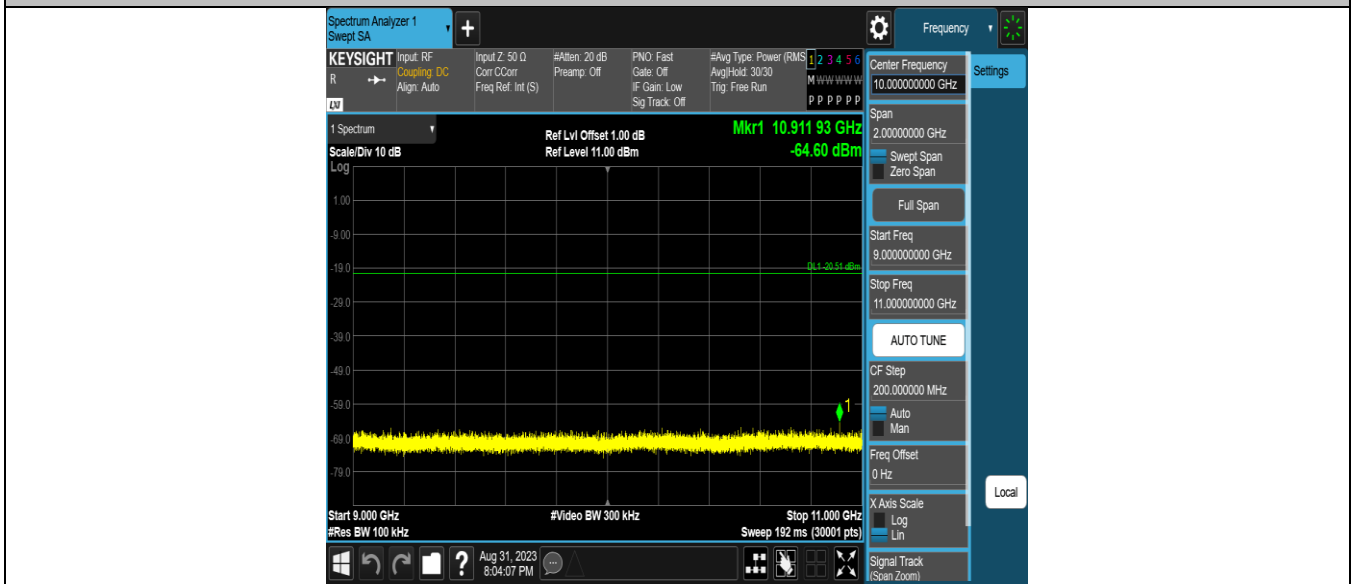 Spectrum Analyzer 1
Swept SA
+
Frequency
KEYSIGHT
R
LXI
Input: RF
Coupling: DC
Align: Auto
Input Z: 50 Ω
Corr CCorr
Freq Ref: Int (S)
#Atten: 20 dB
Preamp: Off
PNO: Fast
Gate: Off
IF Gain: Low
Sig Track: Off
#Avg Type: Power (RMS
Avg|Hold: 30/30
Trig: Free Run
1 2 3 4 5 6
M W W W W W
P P P P P P
1 Spectrum
Scale/Div 10 dB
Ref Lvl Offset 1.00 dB
Ref Level 11.00 dBm
Mkr1 10.911 93 GHz
-64.60 dBm
Log
1.00
-9.00
-19.0
DL1 -20.51 dBm
-29.0
-39.0
-49.0
-59.0
1
-69.0
-79.0
Start 9.000 GHz
#Video BW 300 kHz
Stop 11.000 GHz
#Res BW 100 kHz
Sweep 192 ms (30001 pts)
?
Aug 31, 2023
8:04:07 PM
Center Frequency
10.000000000 GHz
Settings
Span
2.00000000 GHz
Swept Span
Zero Span
Full Span
Start Freq
9.000000000 GHz
Stop Freq
11.000000000 GHz
AUTO TUNE
CF Step
200.000000 MHz
Auto
Man
Freq Offset
0 Hz
X Axis Scale
Log
Lin
Local
Signal Track
(Span Zoom)